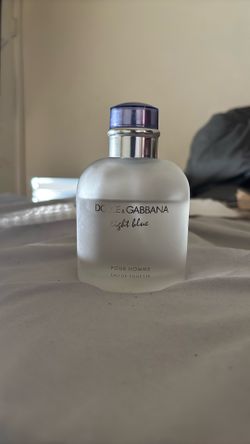 DOLCE & GABBANA
light blue
POUR HOMME
EAU DE TOILETTE